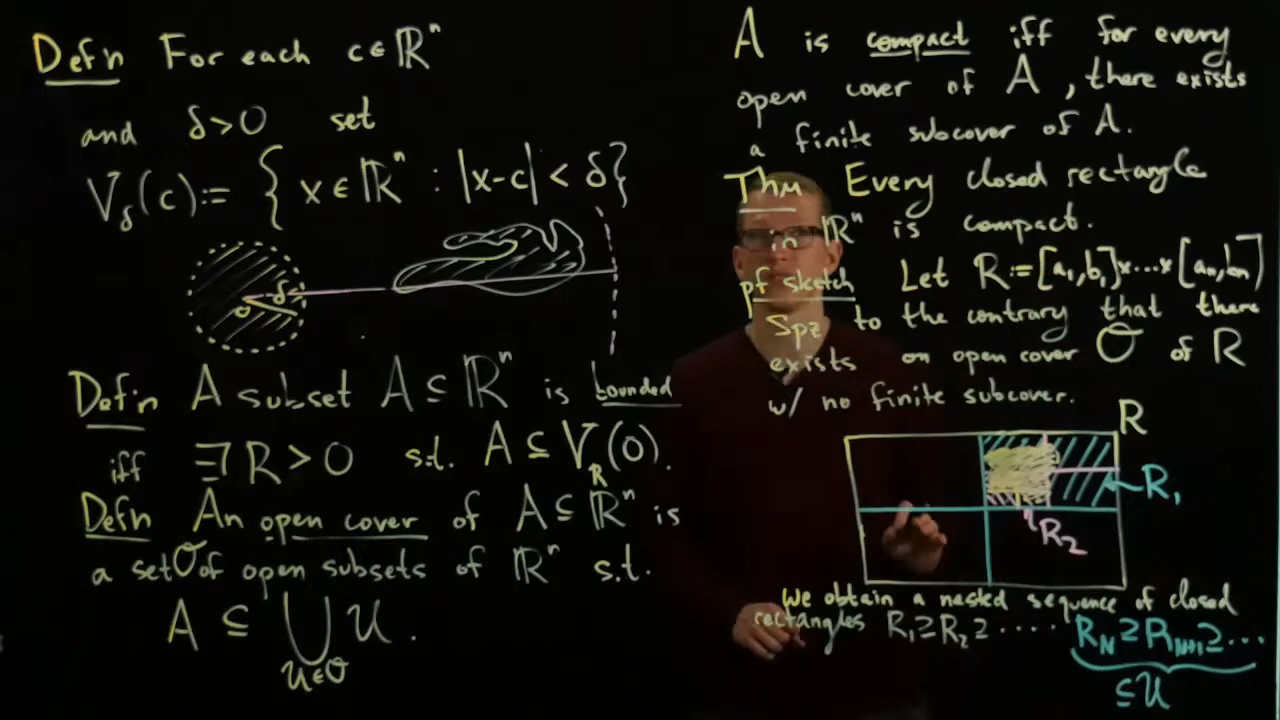 Defn For each c∈ℝⁿ
and δ>0 set
V_δ(c):= { x∈ℝⁿ : |x-c| < δ}
δ
0
Defn A subset A⊆ℝⁿ is bounded
iff ∃R>0 s.t. A⊆V_R(0).
Defn An open cover of A⊆ℝⁿ is
a set O of open subsets of ℝⁿ s.t.
A ⊆ ⋃_{U∈O} U.
A is compact iff for every
open cover of A, there exists
a finite subcover of A.
Thm Every closed rectangle
in ℝⁿ is compact.
pf sketch Let R:=[a₁,b₁]×...×[aₙ,bₙ]
Spz to the contrary that there
exists an open cover O of R
w/ no finite subcover.
R
R₁
R₂
We obtain a nested sequence of closed
rectangles R₁⊇R₂⊇..... R_N⊇R_{N+1}⊇...
⊆U